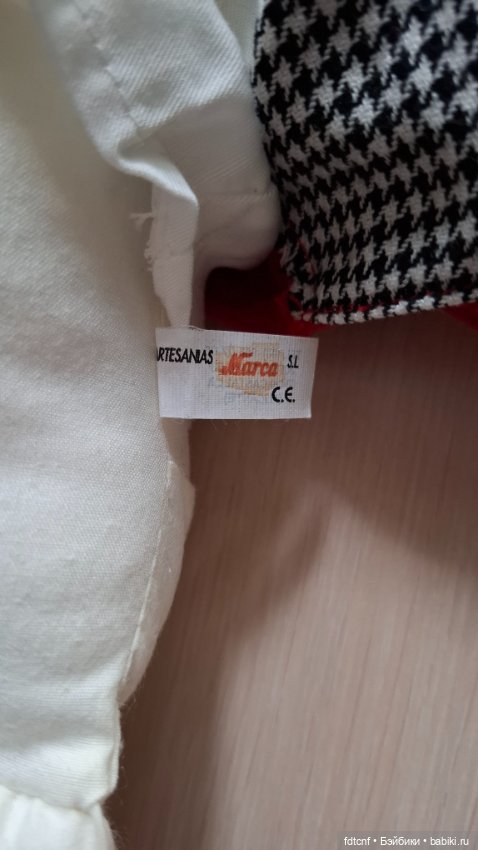 ARTESANIAS Marca S.L
C.E.
fdtcnf • Бэйбики • babiki.ru